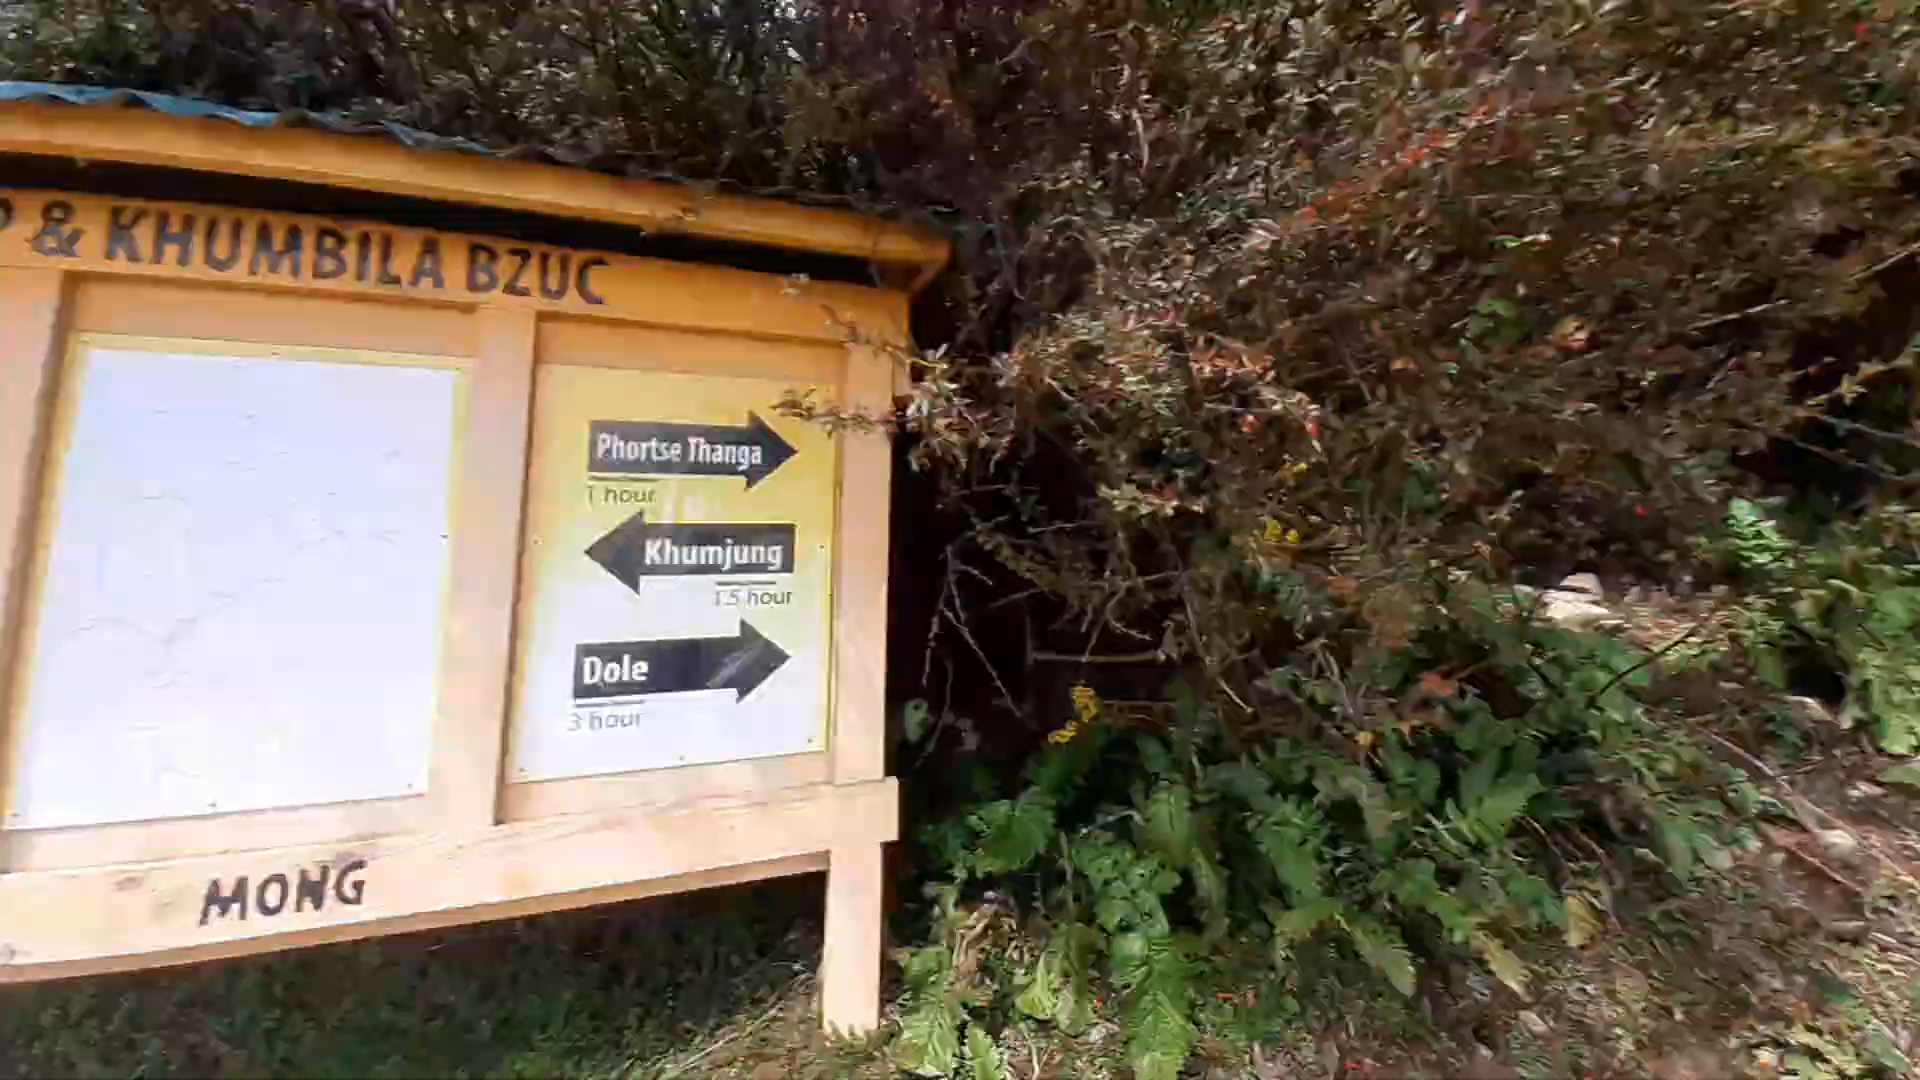 & KHUMBILA BZUC
Phortse Thanga
1 hour
Khumjung
1.5 hour
Dole
3 hour
MONG